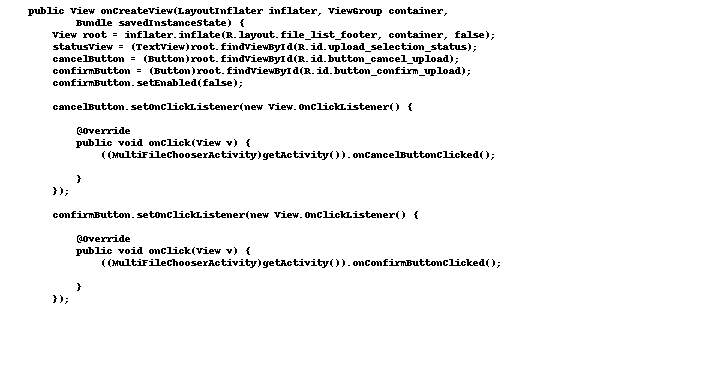 public View onCreateView(LayoutInflater inflater, ViewGroup container,
Bundle savedInstanceState) {
View root = inflater.inflate(R.layout.file_list_footer, container, false);
statusView = (TextView)root.findViewById(R.id.upload_selection_status);
cancelButton = (Button)root.findViewById(R.id.button_cancel_upload);
confirmButton = (Button)root.findViewById(R.id.button_confirm_upload);
confirmButton.setEnabled(false);
cancelButton.setOnClickListener(new View.OnClickListener() {
@Override
public void onClick(View v) {
((MultiFileChooserActivity)getActivity()).onCancelButtonClicked();
}
});
confirmButton.setOnClickListener(new View.OnClickListener() {
@Override
public void onClick(View v) {
((MultiFileChooserActivity)getActivity()).onConfirmButtonClicked();
}
});